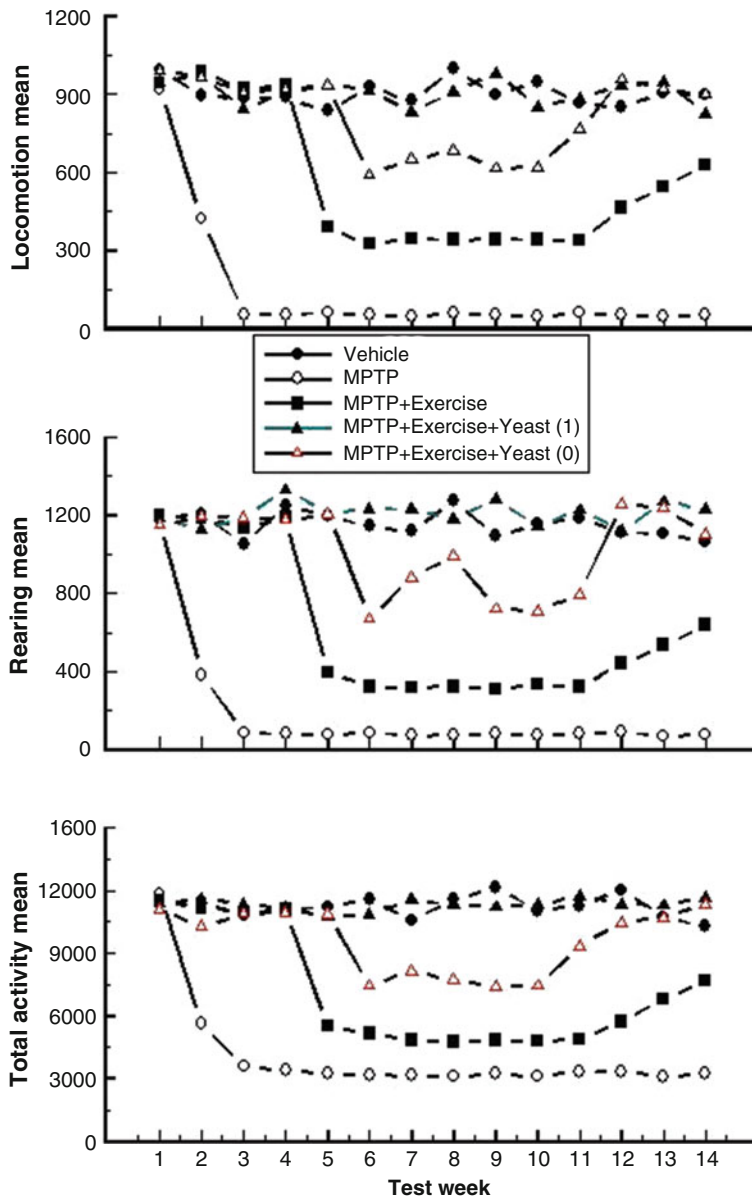 1200
900
600
300
0
Locomotion mean
Vehicle
MPTP
MPTP+Exercise
MPTP+Exercise+Yeast (1)
MPTP+Exercise+Yeast (0)
1600
1200
800
400
0
Rearing mean
1600
12000
9000
6000
3000
0
Total activity mean
1 2 3 4 5 6 7 8 9 10 11 12 13 14
Test week